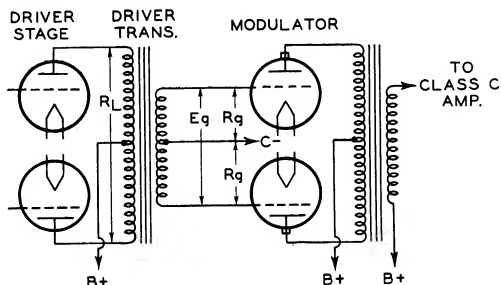 DRIVER
STAGE
DRIVER
TRANS.
MODULATOR
TO
CLASS C
AMP.
RL
Eg
Rg
C-
Rg
B+
B+
B+